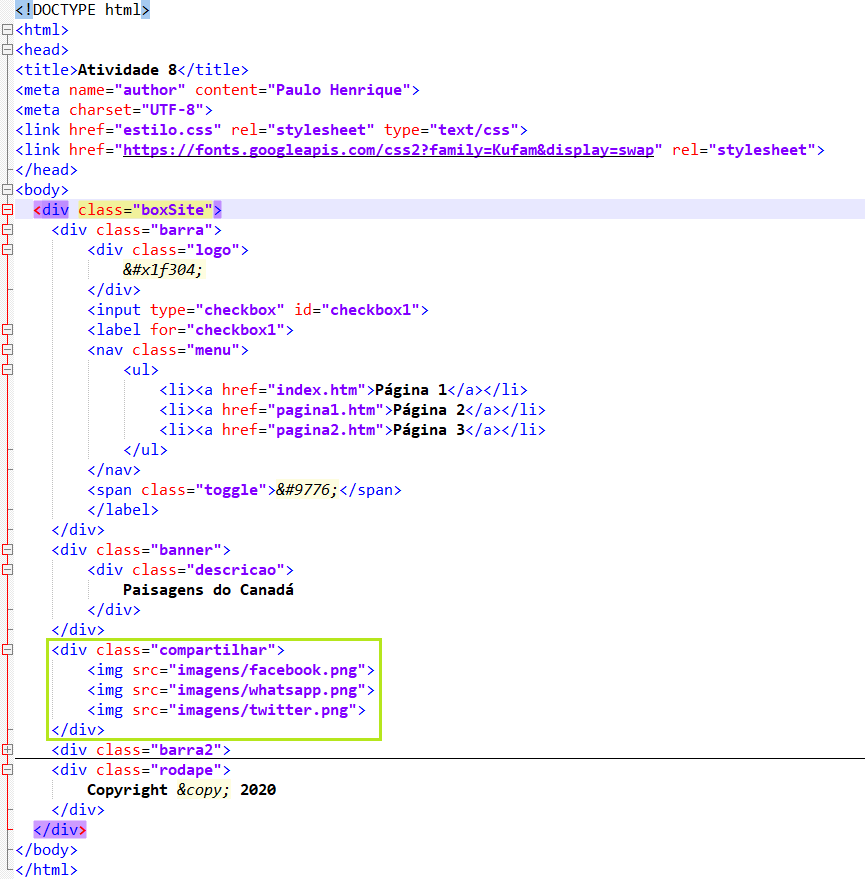 <!DOCTYPE html>
<html>
<head>
<title>Atividade 8</title>
<meta name="author" content="Paulo Henrique">
<meta charset="UTF-8">
<link href="estilo.css" rel="stylesheet" type="text/css">
<link href="https://fonts.googleapis.com/css2?family=Kufam&display=swap" rel="stylesheet">
</head>
<body>
<div class="boxSite">
<div class="barra">
<div class="logo">
&#x1f304;
</div>
<input type="checkbox" id="checkbox1">
<label for="checkbox1">
<nav class="menu">
<ul>
<li><a href="index.htm">Página 1</a></li>
<li><a href="pagina1.htm">Página 2</a></li>
<li><a href="pagina2.htm">Página 3</a></li>
</ul>
</nav>
<span class="toggle">&#9776;</span>
</label>
</div>
<div class="banner">
<div class="descricao">
Paisagens do Canadá
</div>
</div>
<div class="compartilhar">
<img src="imagens/facebook.png">
<img src="imagens/whatsapp.png">
<img src="imagens/twitter.png">
</div>
<div class="barra2">
<div class="rodape">
Copyright &copy; 2020
</div>
</div>
</body>
</html>